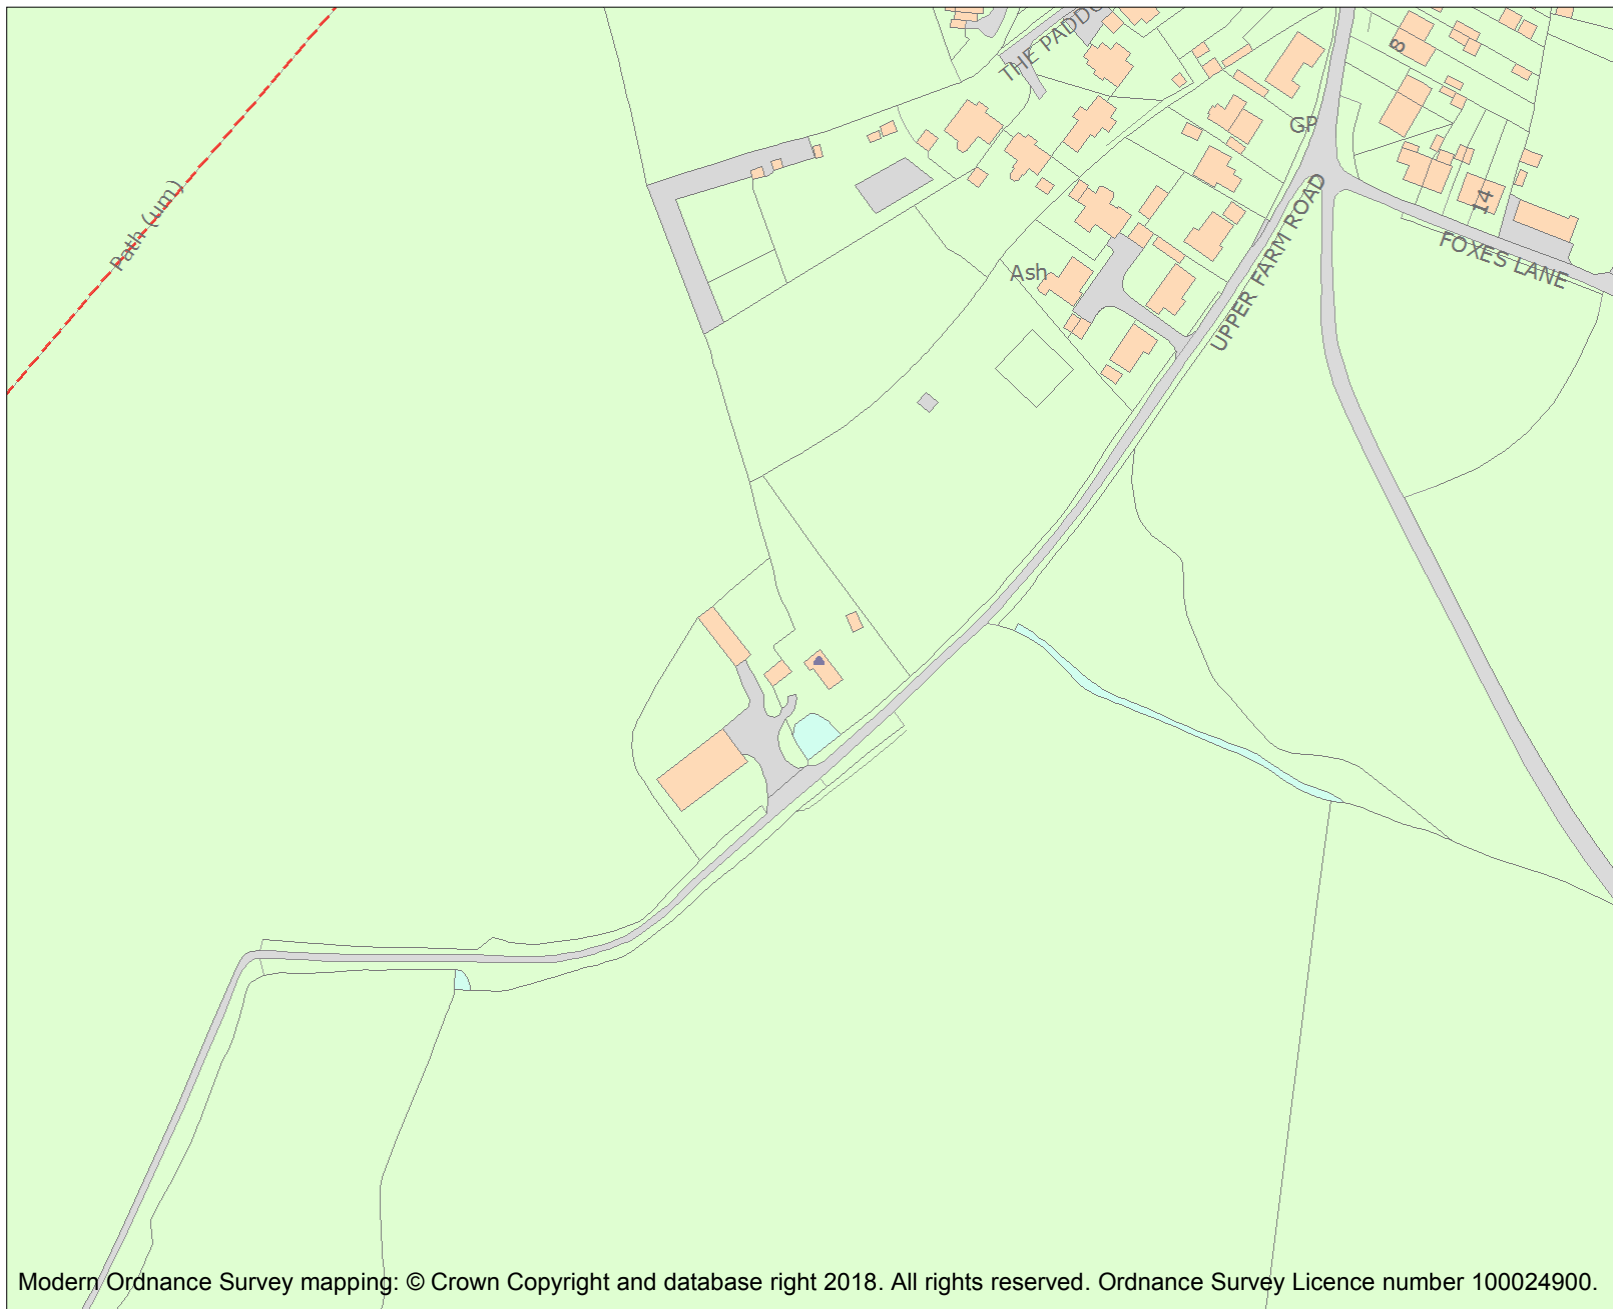 THE PADDO
8
GP
Path (um)
14
UPPER FARM ROAD
FOXES LANE
Ash
Modern Ordnance Survey mapping: © Crown Copyright and database right 2018. All rights reserved. Ordnance Survey Licence number 100024900.